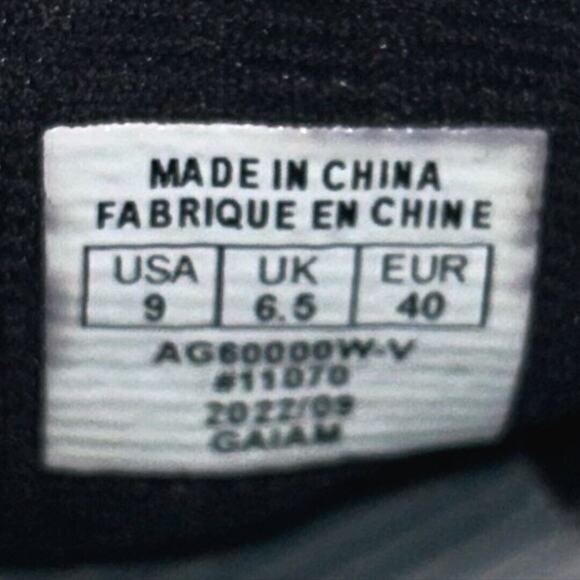 MADE IN CHINA
FABRIQUE EN CHINE
USA UK EUR
9 6.5 40
AG60000W-V
#11070
2022/09
GAIAM